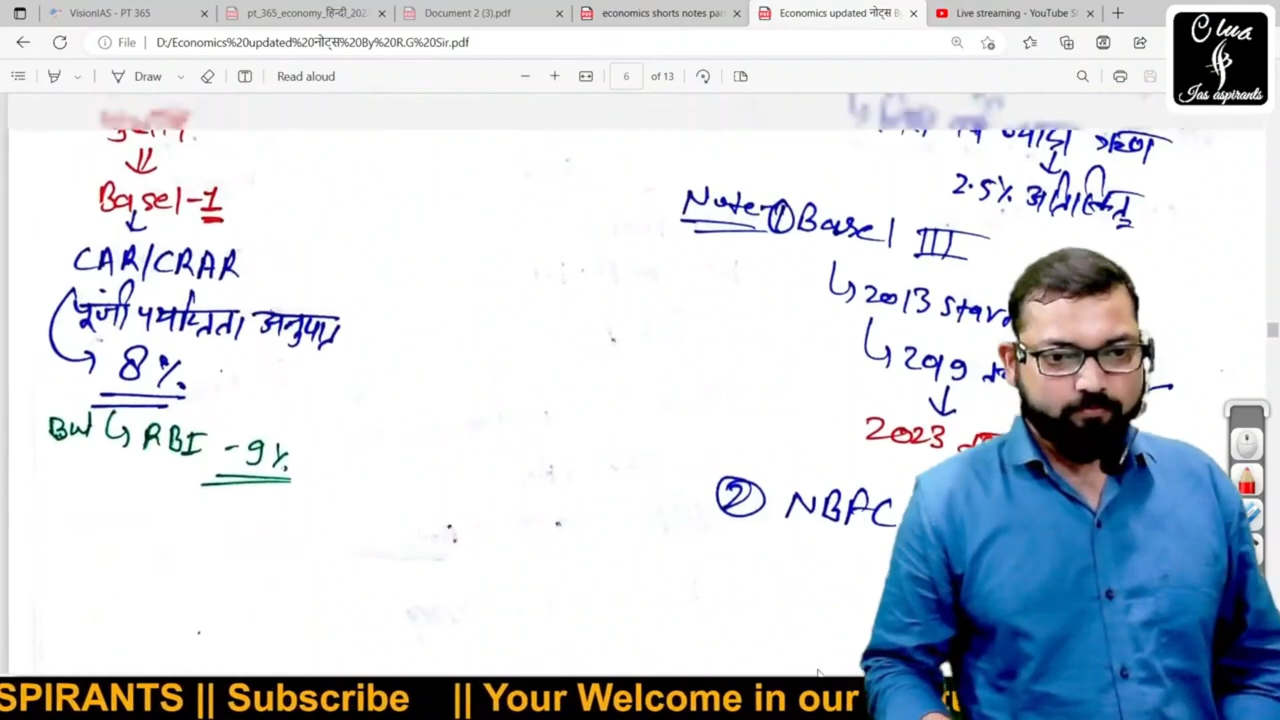 VisionIAS - PT 365
pt_365_economy_हिन्दी_202
Document 2 (3).pdf
economics shorts notes par
Economics updated नोट्स B
Live streaming - YouTube S
File
D:/Economics%20updated%20नोट्स%20By%20R.G%20Sir.pdf
Draw
Read aloud
6
of 13
Clua
Ias aspirants
Basel-1
CAR/CRAR
पूंजी पर्याप्तता अनुपात
8%
But RBI - 9%
2.5% अतिरिक्त
Note- ① Basel III
2013 start
2019
2023
② NBFC
SPIRANTS || Subscribe || Your Welcome in our